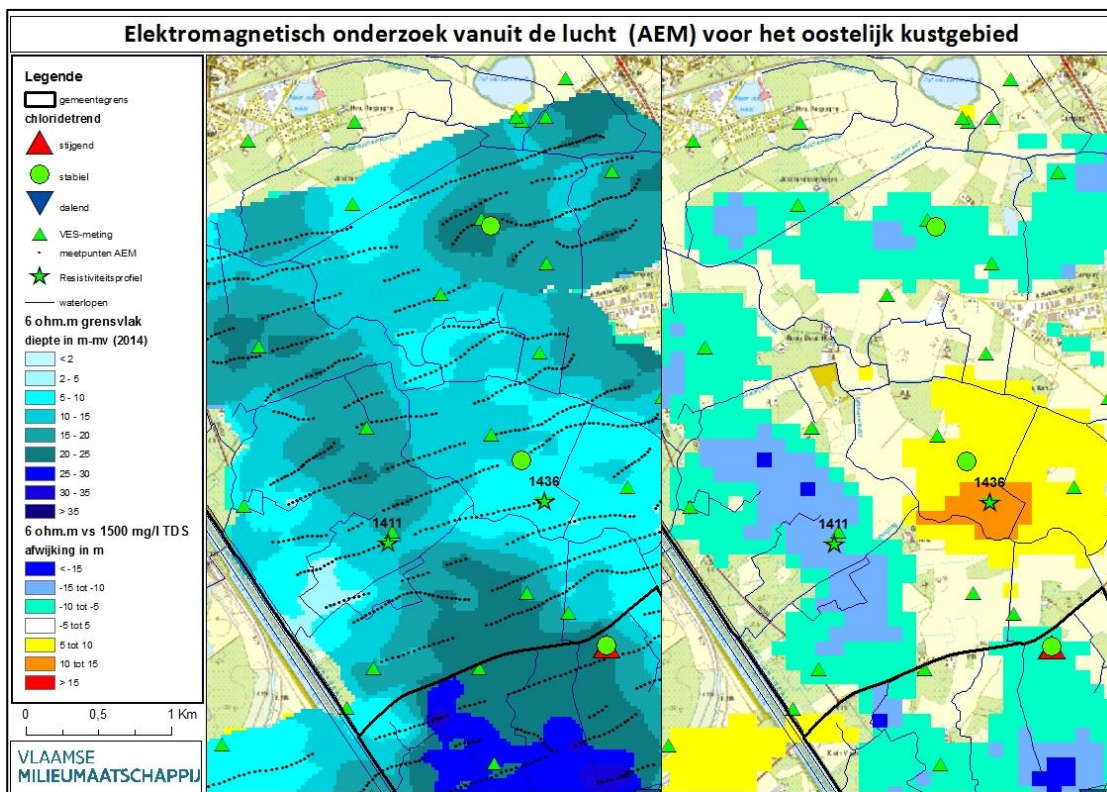 Elektromagnetisch onderzoek vanuit de lucht (AEM) voor het oostelijk kustgebied
Legende
gemeentegrens
chloridetrend
stijgend
stabiel
dalend
VES-meting
meetpunten AEM
Resistiviteitsprofiel
waterlopen
6 ohm.m grensvlak
diepte in m-mv (2014)
< 2
2 - 5
5 - 10
10 - 15
15 - 20
20 - 25
25 - 30
30 - 35
> 35
6 ohm.m vs 1500 mg/l TDS
afwijking in m
< -15
-15 tot -10
-10 tot -5
-5 tot 5
5 tot 10
10 tot 15
> 15
0 0,5 1 Km
VLAAMSE
MILIEUMAATSCHAPPIJ
1436
1411
1436
1411